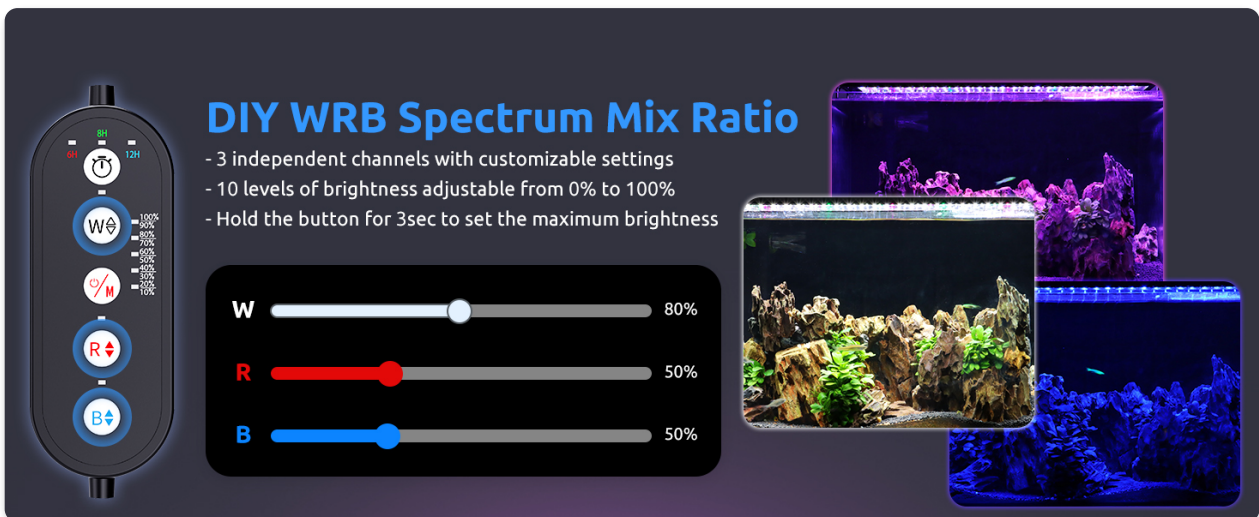 DIY WRB Spectrum Mix Ratio
- 3 independent channels with customizable settings
- 10 levels of brightness adjustable from 0% to 100%
- Hold the button for 3sec to set the maximum brightness
8H
6H
12H
W
100%
90%
80%
70%
60%
50%
40%
30%
20%
10%
/M
R
B
W 80%
R 50%
B 50%